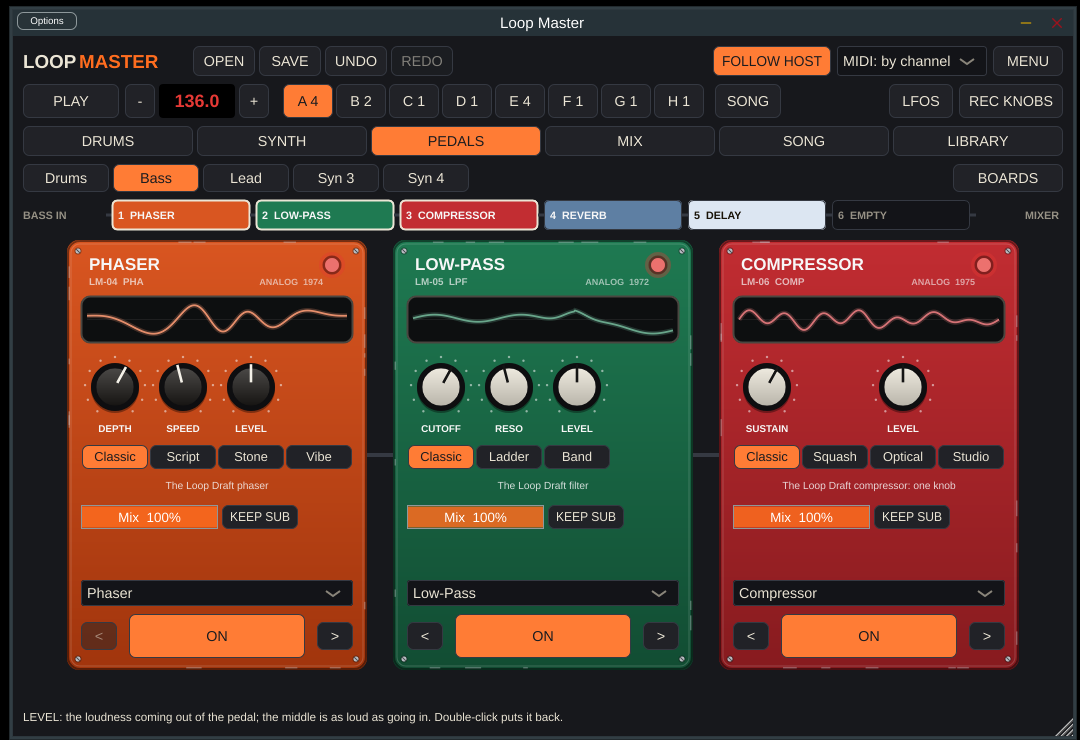 Options
Loop Master
LOOPMASTER OPEN SAVE UNDO REDO FOLLOW HOST MIDI: by channel MENU
PLAY - 136.0 + A 4 B 2 C 1 D 1 E 4 F 1 G 1 H 1 SONG LFOS REC KNOBS
DRUMS SYNTH PEDALS MIX SONG LIBRARY
Drums Bass Lead Syn 3 Syn 4 BOARDS
BASS IN 1 PHASER 2 LOW-PASS 3 COMPRESSOR 4 REVERB 5 DELAY 6 EMPTY MIXER
PHASER
LM-04 PHA ANALOG 1974
DEPTH SPEED LEVEL
Classic Script Stone Vibe
The Loop Draft phaser
Mix 100% KEEP SUB
Phaser
< ON >
LOW-PASS
LM-05 LPF ANALOG 1972
CUTOFF RESO LEVEL
Classic Ladder Band
The Loop Draft filter
Mix 100% KEEP SUB
Low-Pass
< ON >
COMPRESSOR
LM-06 COMP ANALOG 1975
SUSTAIN LEVEL
Classic Squash Optical Studio
The Loop Draft compressor: one knob
Mix 100% KEEP SUB
Compressor
< ON >
LEVEL: the loudness coming out of the pedal; the middle is as loud as going in. Double-click puts it back.